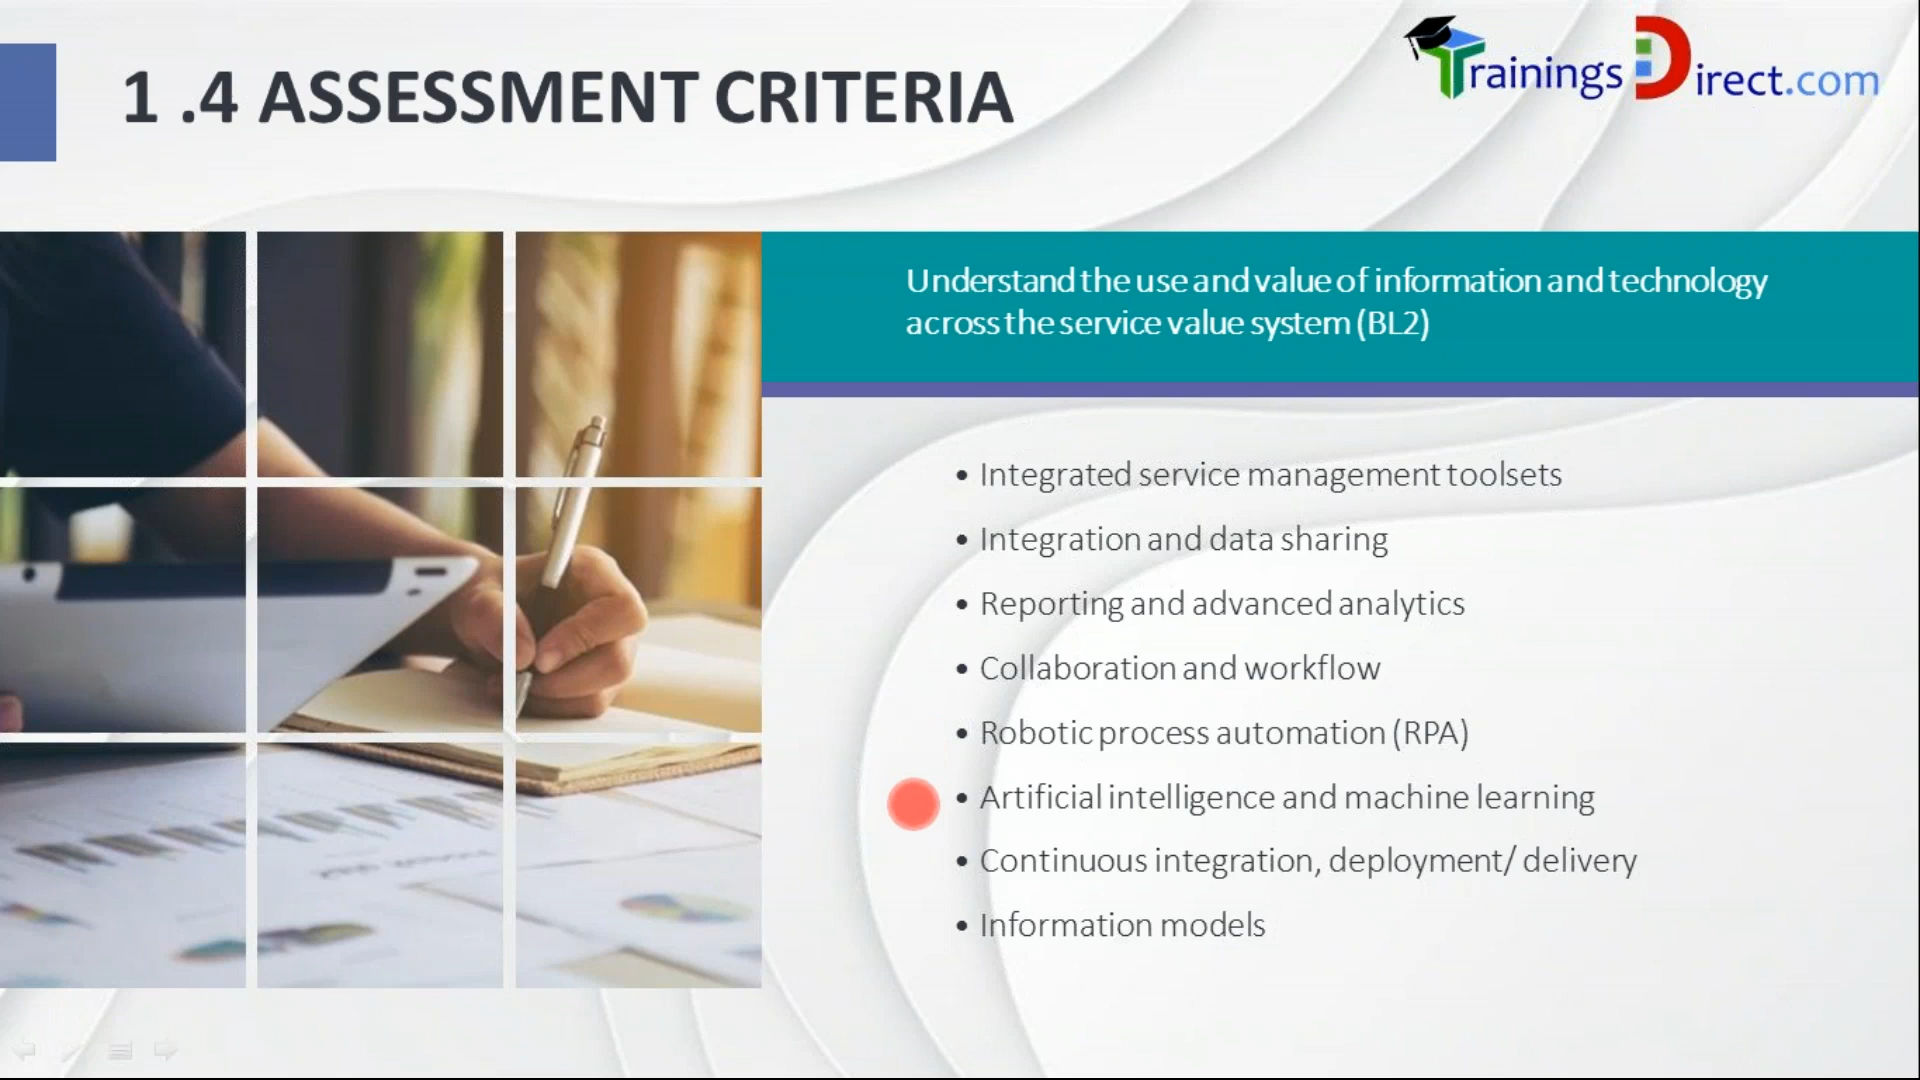 1 .4 ASSESSMENT CRITERIA
Trainings Direct.com
Understand the use and value of information and technology
across the service value system (BL2)
• Integrated service management toolsets
• Integration and data sharing
• Reporting and advanced analytics
• Collaboration and workflow
• Robotic process automation (RPA)
• Artificial intelligence and machine learning
• Continuous integration, deployment/ delivery
• Information models